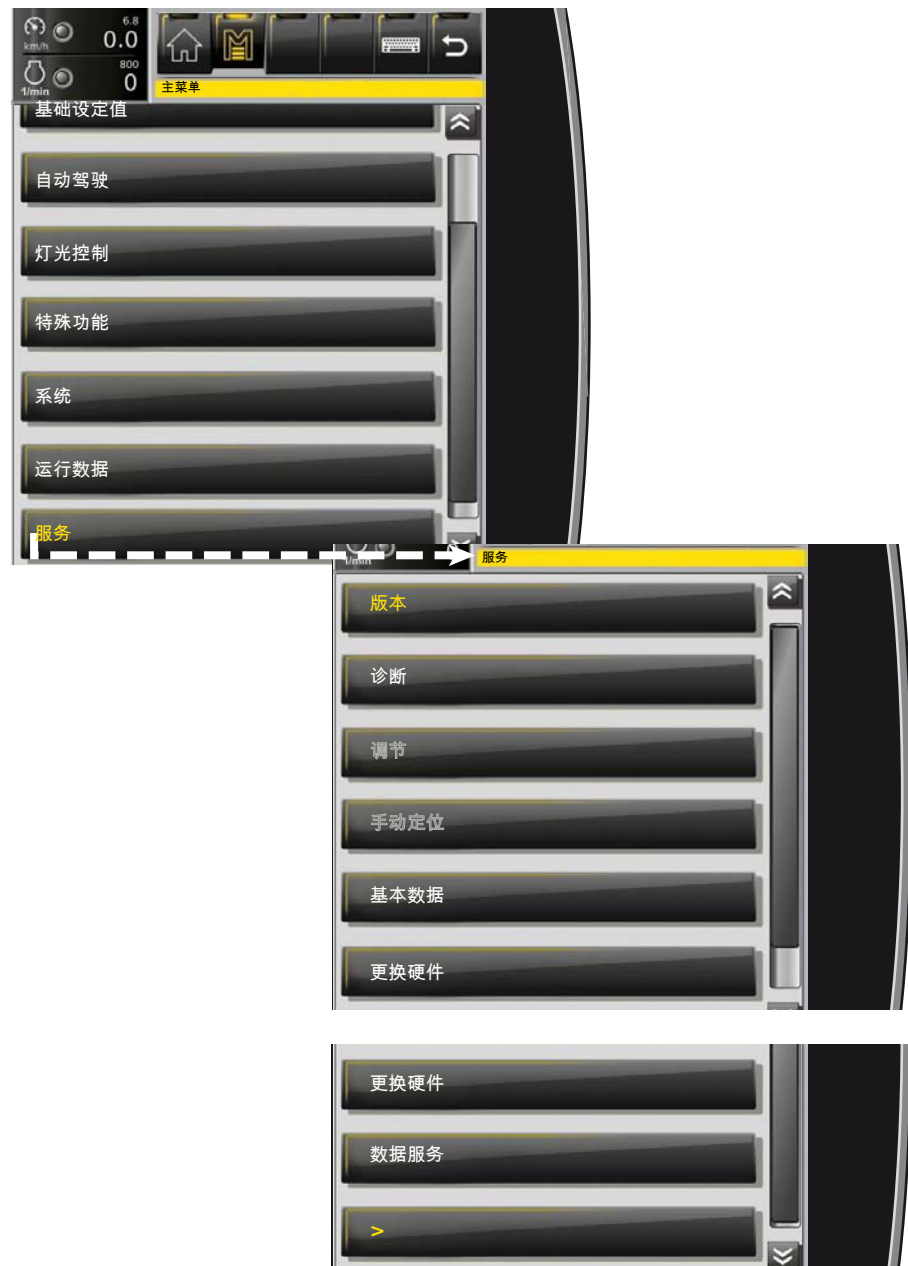 6.8
km/h 0.0
800
1/min 0
主菜单
基础设定值
自动驾驶
灯光控制
特殊功能
系统
运行数据
服务
1/min
服务
版本
诊断
调节
手动定位
基本数据
更换硬件
更换硬件
数据服务
>